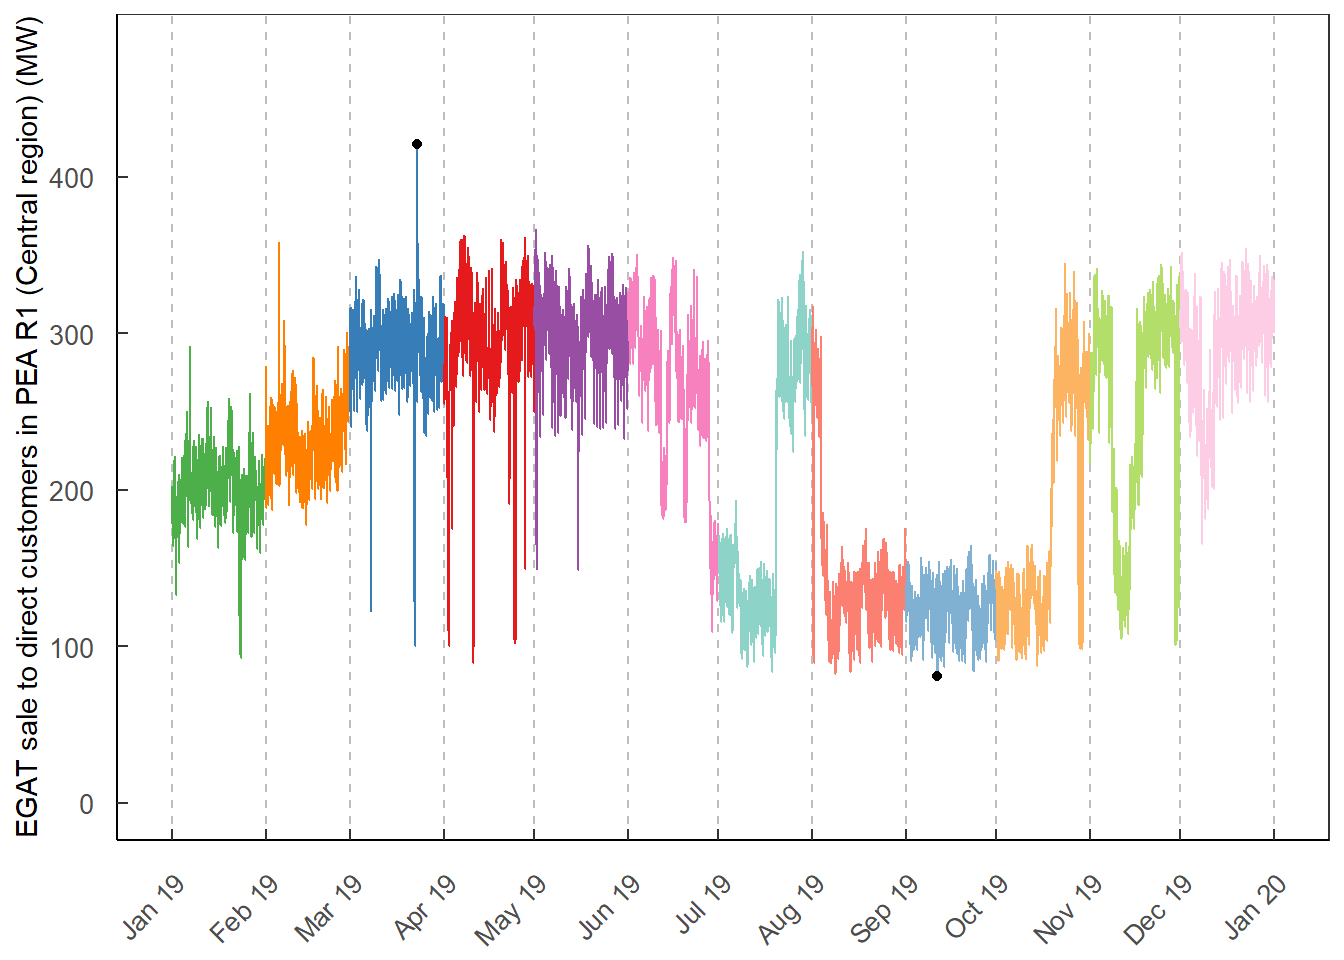 EGAT sale to direct customers in PEA R1 (Central region) (MW)
400
300
200
100
0
Jan 19
Feb 19
Mar 19
Apr 19
May 19
Jun 19
Jul 19
Aug 19
Sep 19
Oct 19
Nov 19
Dec 19
Jan 20